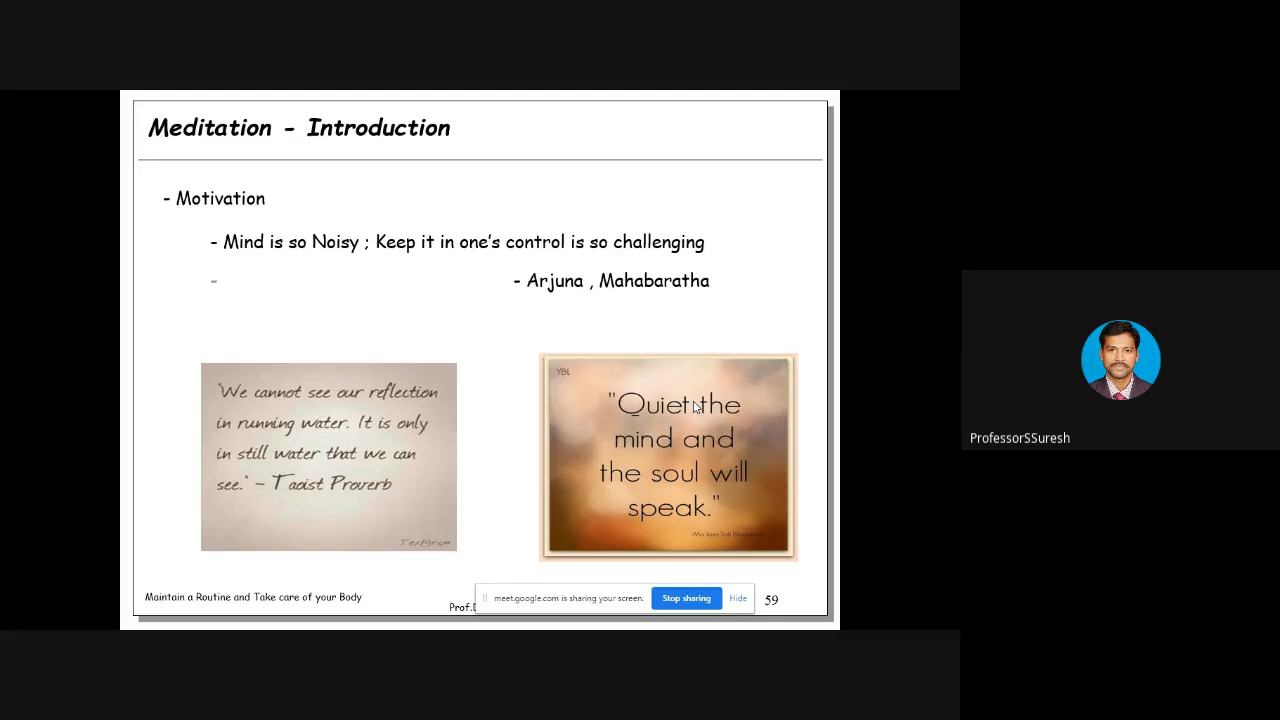 Meditation - Introduction
- Motivation
- Mind is so Noisy ; Keep it in one's control is so challenging
-
- Arjuna , Mahabaratha
"We cannot see our reflection
in running water. It is only
in still water that we can
see." - Taoist Proverb
Textgram
YBL
"Quiet the
mind and
the soul will
speak."
Maintain a Routine and Take care of your Body
Prof.
meet.google.com is sharing your screen.
Stop sharing
Hide
59
ProfessorSSuresh